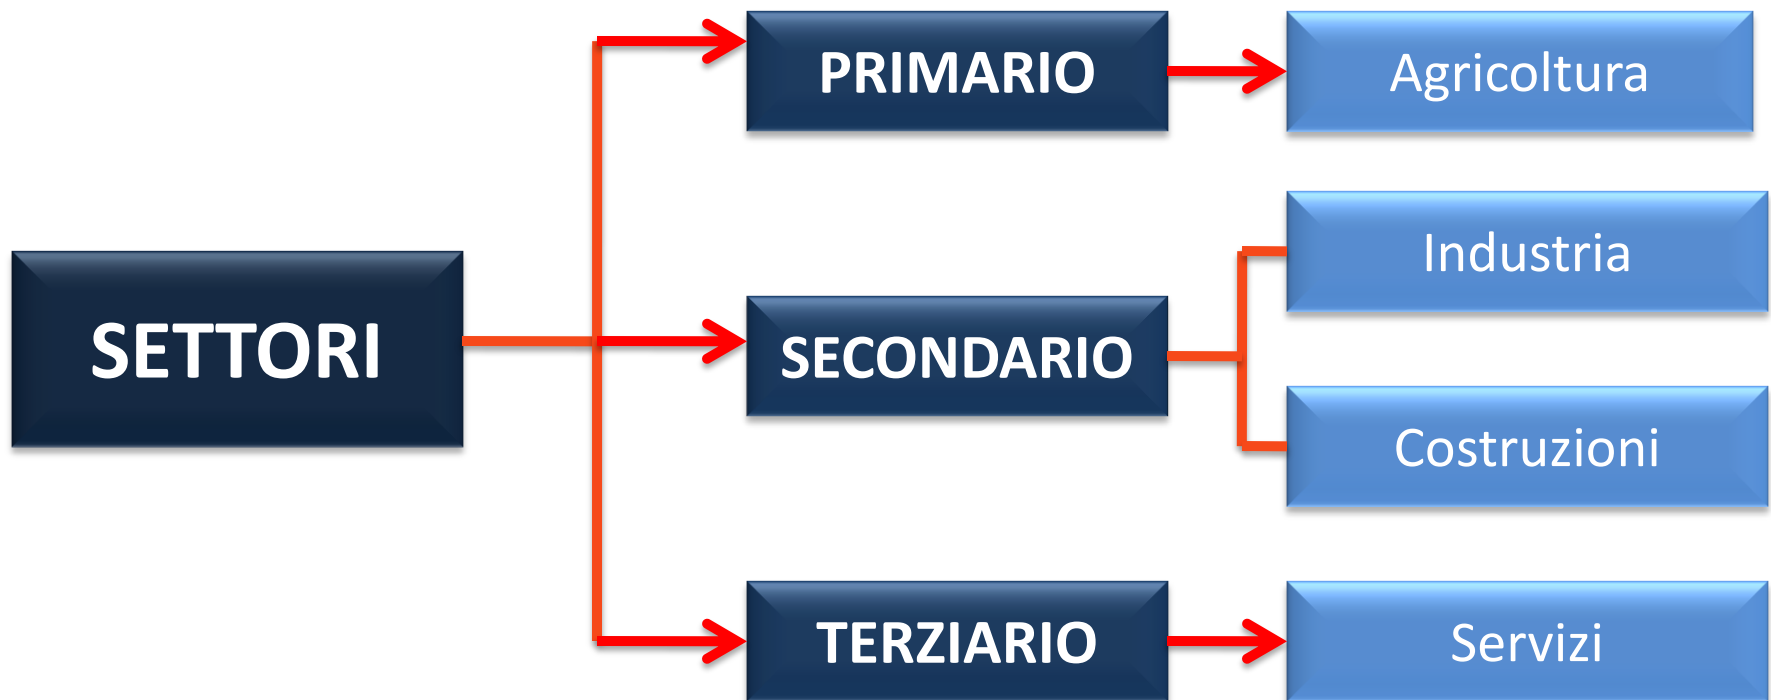 SETTORI
PRIMARIO
Agricoltura
SECONDARIO
Industria
Costruzioni
TERZIARIO
Servizi